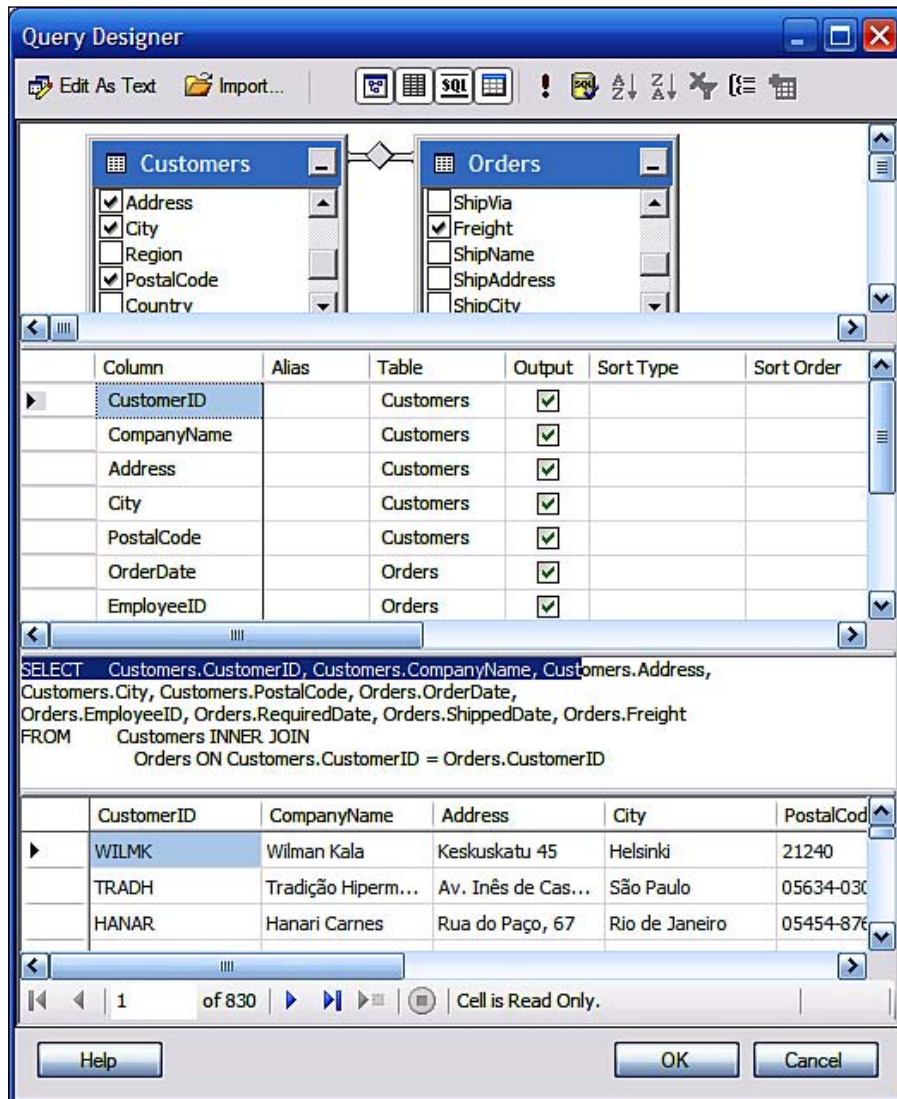 Query Designer
Edit As Text Import... SQL SQL A Z Z A
Customers Orders
Address ShipVia
City Freight
Region ShipName
PostalCode ShipAddress
Country ShipCity
Column Alias Table Output Sort Type Sort Order
CustomerID Customers
CompanyName Customers
Address Customers
City Customers
PostalCode Customers
OrderDate Orders
EmployeeID Orders
SELECT Customers.CustomerID, Customers.CompanyName, Customers.Address,
Customers.City, Customers.PostalCode, Orders.OrderDate,
Orders.EmployeeID, Orders.RequiredDate, Orders.ShippedDate, Orders.Freight
FROM Customers INNER JOIN
Orders ON Customers.CustomerID = Orders.CustomerID
CustomerID CompanyName Address City PostalCod
WILMK Wilman Kala Keskuskatu 45 Helsinki 21240
TRADH Tradição Hiperm... Av. Inês de Cas... São Paulo 05634-030
HANAR Hanari Carnes Rua do Paço, 67 Rio de Janeiro 05454-876
1 of 830 Cell is Read Only.
Help OK Cancel